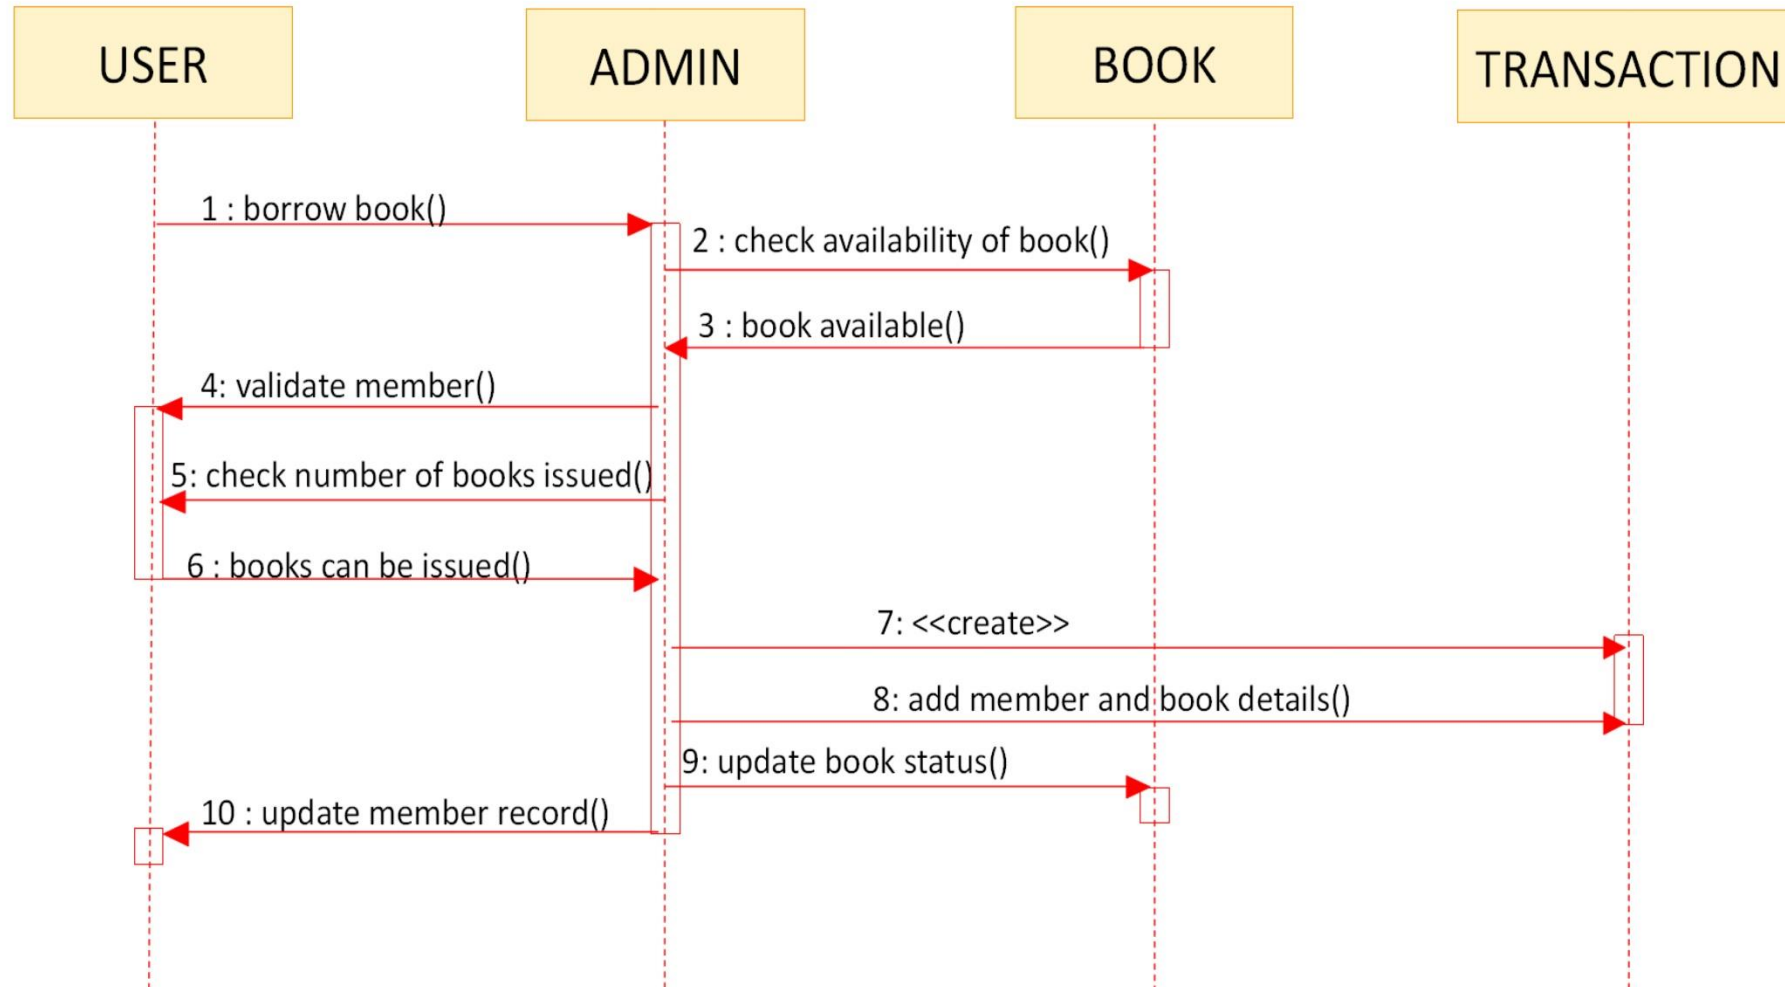 USER
ADMIN
BOOK
TRANSACTION
1 : borrow book()
2 : check availability of book()
3 : book available()
4: validate member()
5: check number of books issued()
6 : books can be issued()
7: <<create>>
8: add member and book details()
9: update book status()
10 : update member record()